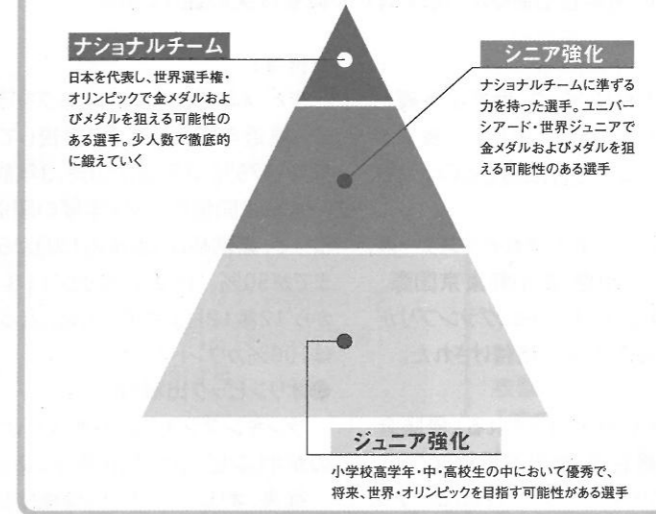 ナショナルチーム
日本を代表し、世界選手権・
オリンピックで金メダルおよ
びメダルを狙える可能性の
ある選手。少人数で徹底的
に鍛えていく
シニア強化
ナショナルチームに準ずる
力を持った選手。ユニバー
シアード・世界ジュニアで
金メダルおよびメダルを狙
える可能性のある選手
ジュニア強化
小学校高学年・中・高校生の中において優秀で、
将来、世界・オリンピックを目指す可能性がある選手